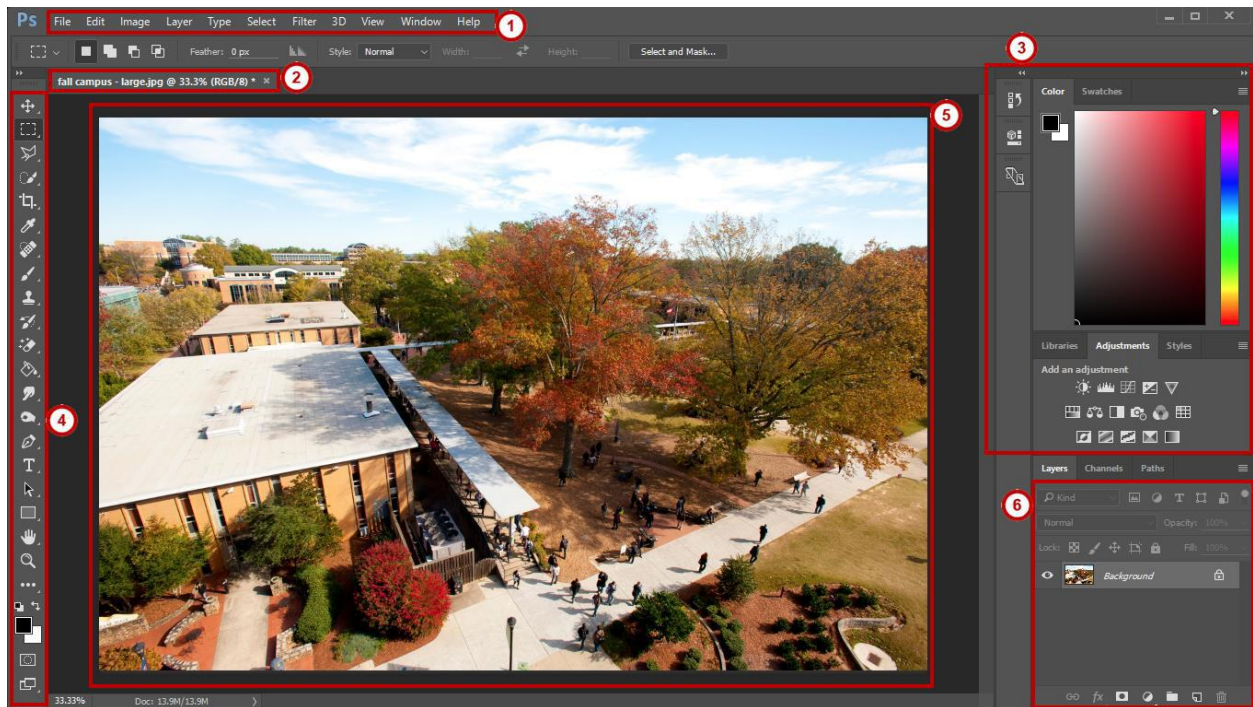 Ps File Edit Image Layer Type Select Filter 3D View Window Help
1
Feather: 0 px Style: Normal Width: Height: Select and Mask...
3
fall campus - large.jpg @ 33.3% (RGB/8) *
2
Color Swatches
5
Libraries Adjustments Styles
Add an adjustment
4
Layers Channels Paths
6
Kind
Normal Opacity: 100%
Lock: Fill: 100%
Background
33.33% Doc: 13.9M/13.9M